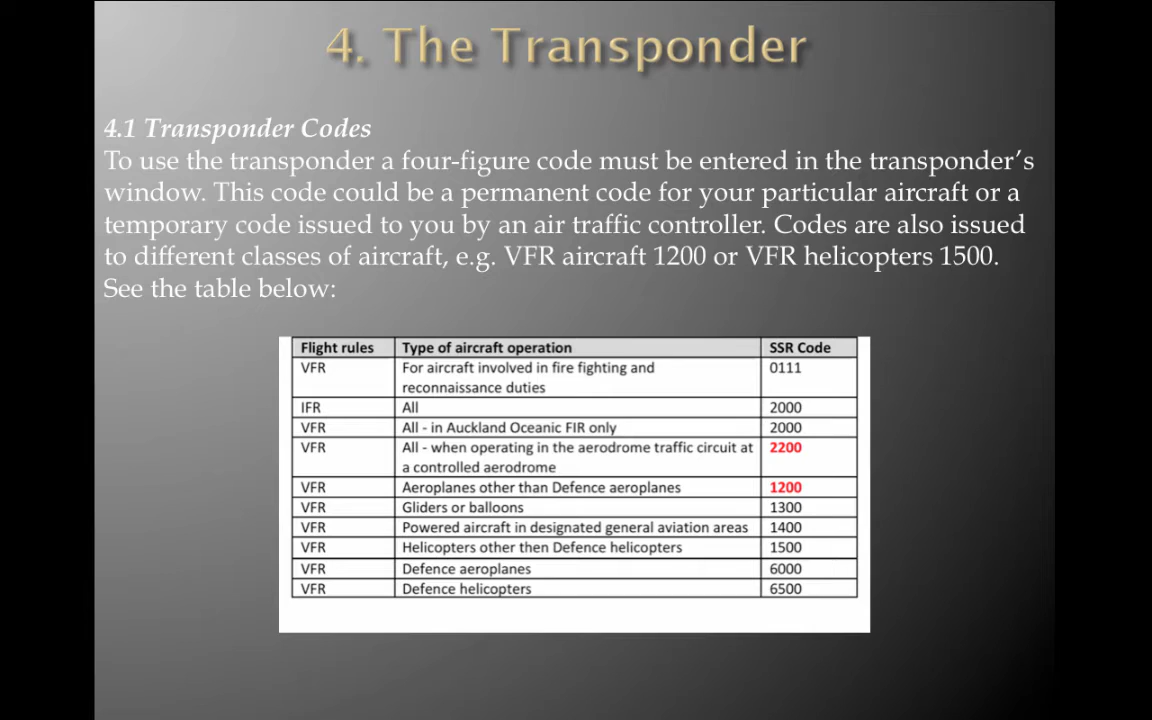 4. The Transponder
4.1 Transponder Codes
To use the transponder a four-figure code must be entered in the transponder's
window. This code could be a permanent code for your particular aircraft or a
temporary code issued to you by an air traffic controller. Codes are also issued
to different classes of aircraft, e.g. VFR aircraft 1200 or VFR helicopters 1500.
See the table below:
Flight rules Type of aircraft operation SSR Code
VFR For aircraft involved in fire fighting and 0111
reconnaissance duties
IFR All 2000
VFR All - in Auckland Oceanic FIR only 2000
VFR All - when operating in the aerodrome traffic circuit at 2200
a controlled aerodrome
VFR Aeroplanes other than Defence aeroplanes 1200
VFR Gliders or balloons 1300
VFR Powered aircraft in designated general aviation areas 1400
VFR Helicopters other then Defence helicopters 1500
VFR Defence aeroplanes 6000
VFR Defence helicopters 6500